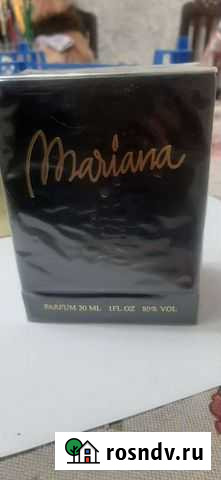 Mariana
PARFUM 30 ML 1FL.OZ 80% VOL
rosndv.ru